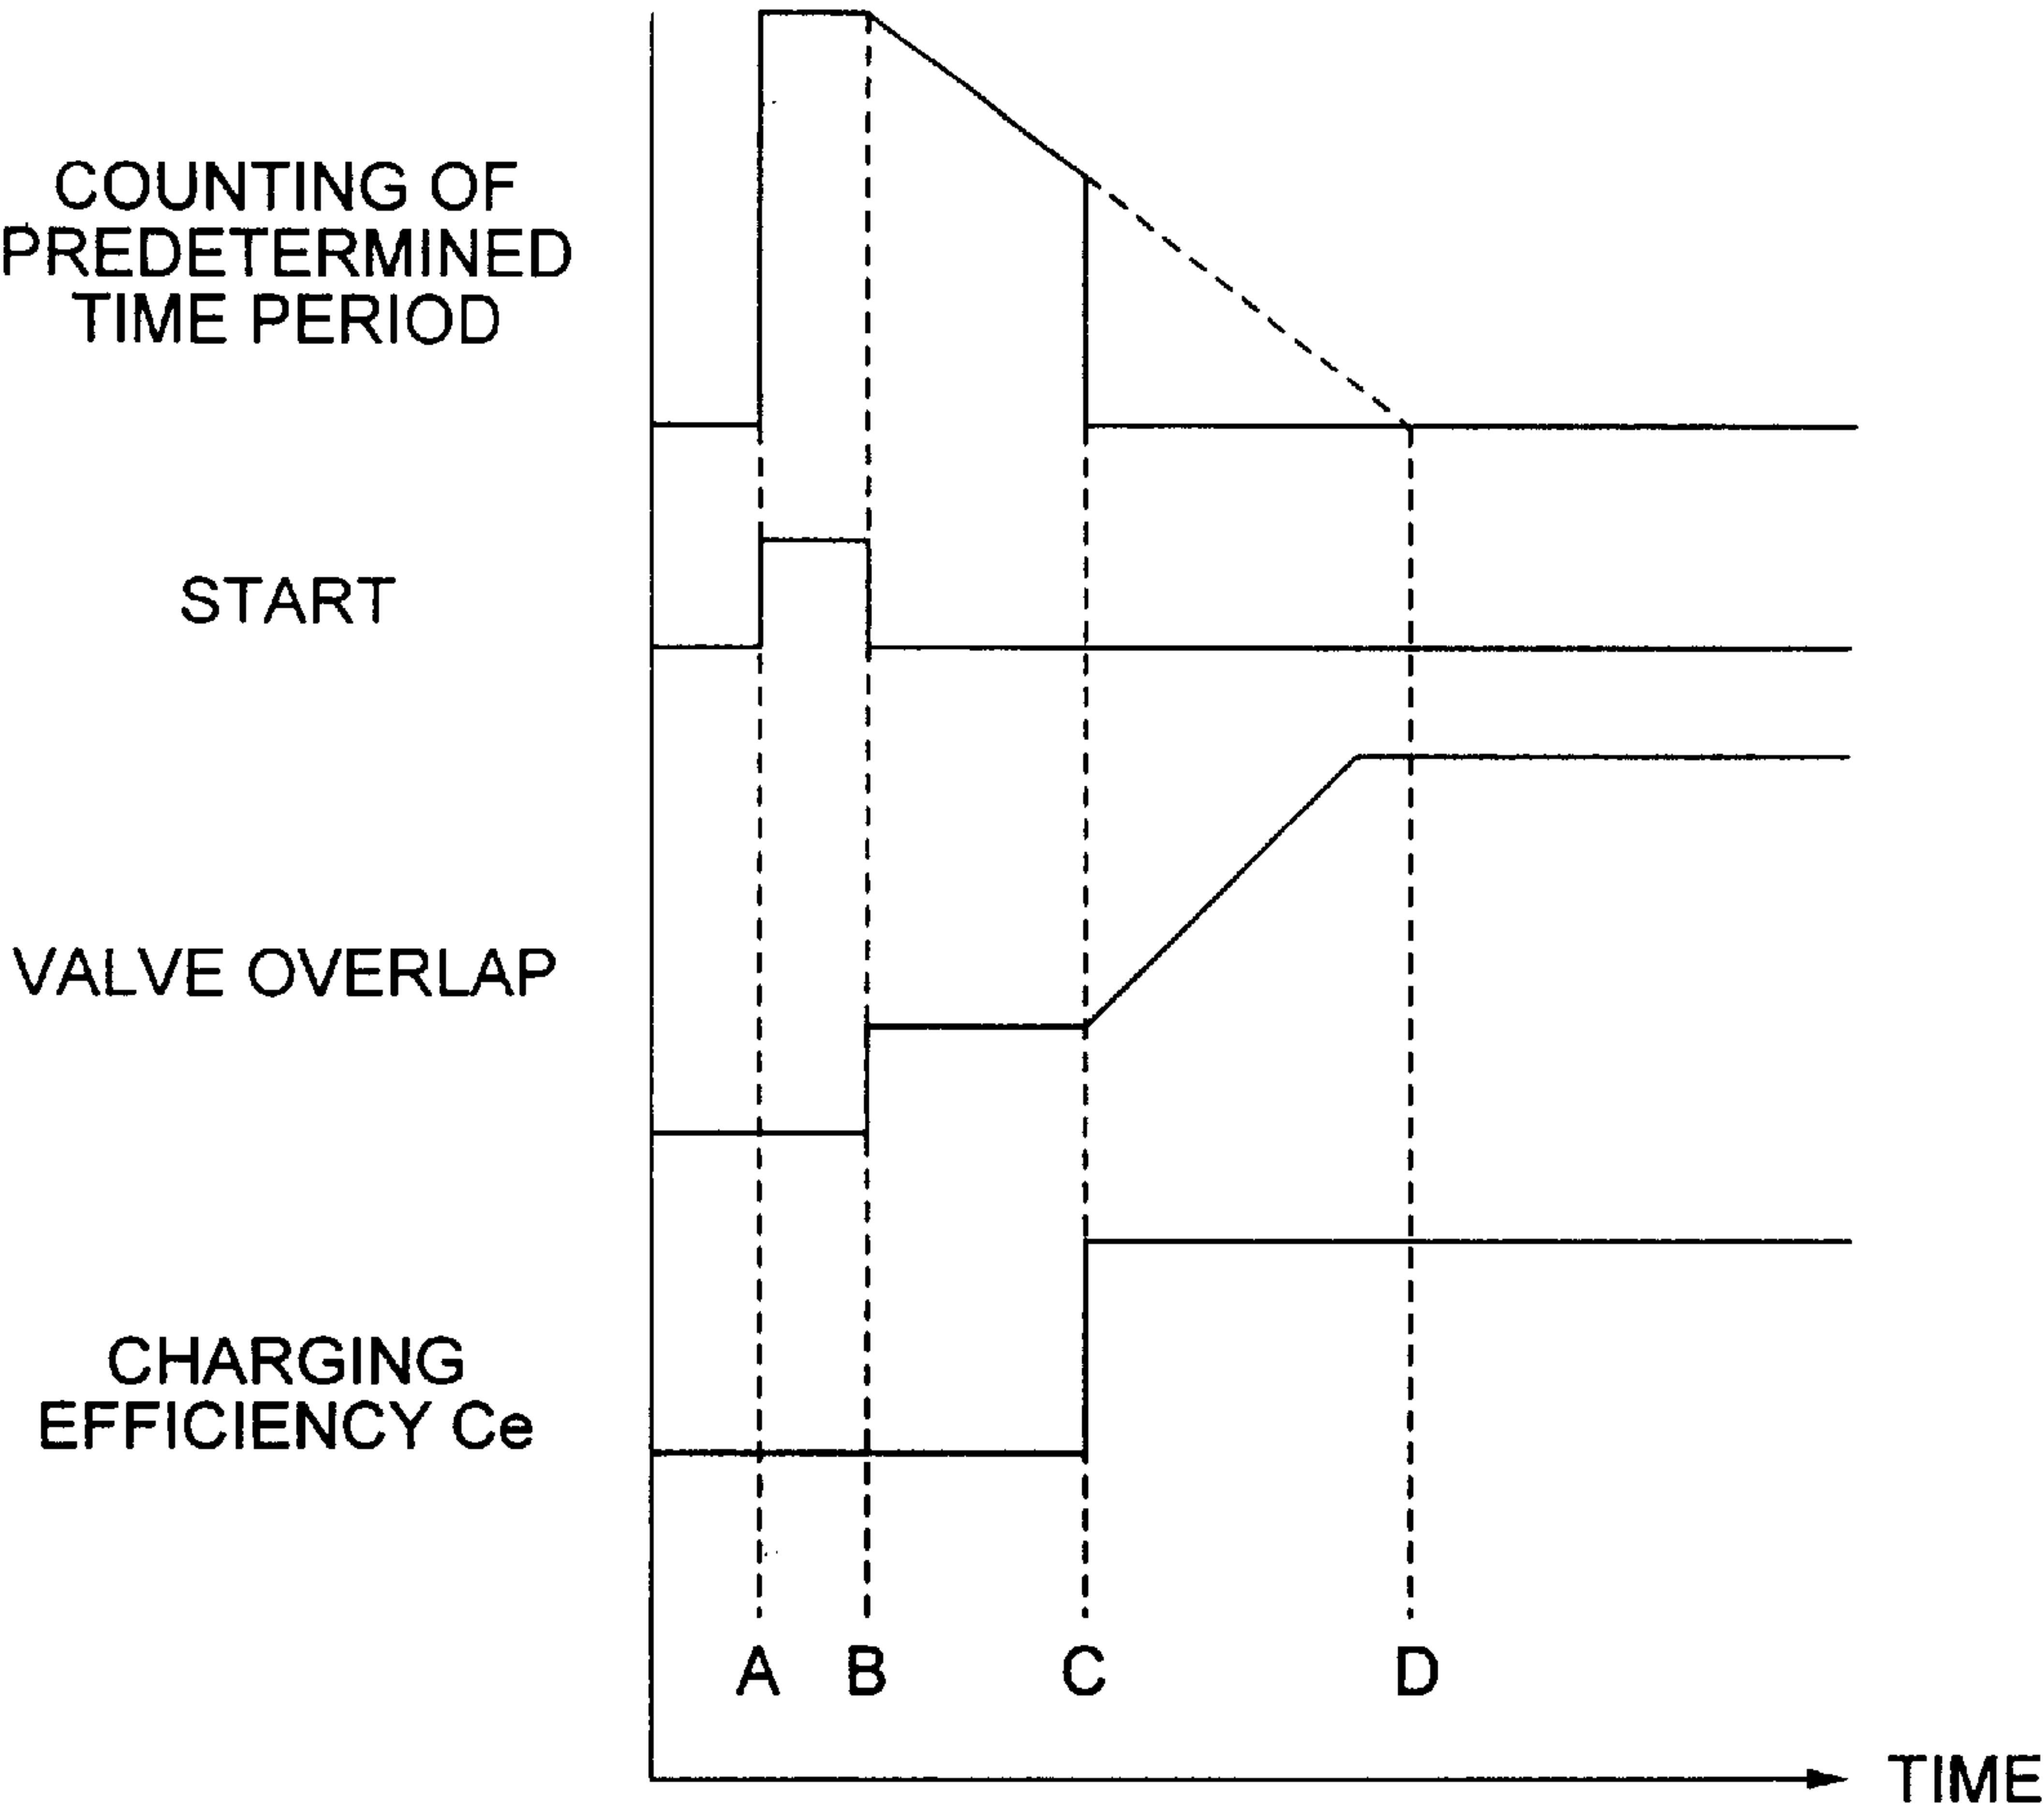 COUNTING OF
PREDETERMINED
TIME PERIOD
START
VALVE OVERLAP
CHARGING
EFFICIENCY Ce
A B C D
TIME